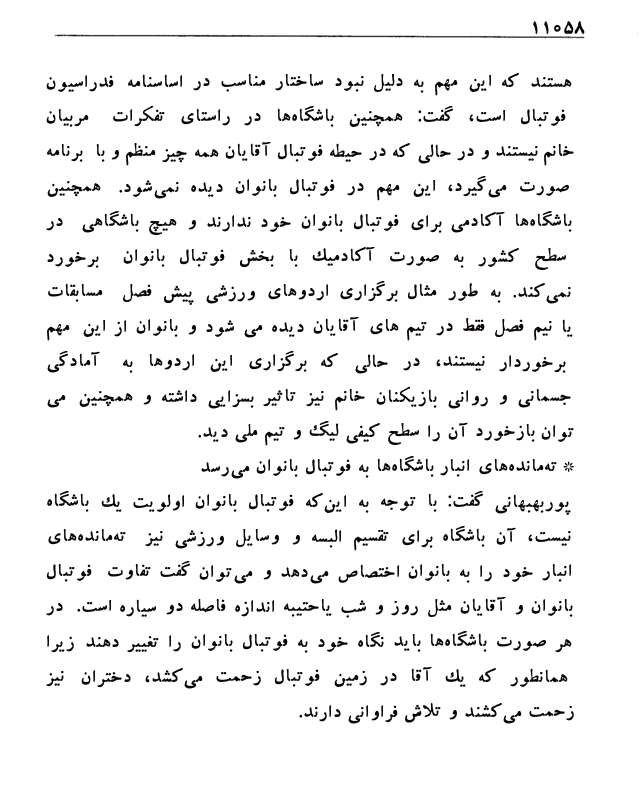 ۱۱۰۵۸
هستند که این مهم به دلیل نبود ساختار مناسب در اساسنامه فدراسیون
فوتبال است، گفت: همچنین باشگاه‌ها در راستای تفکرات مربیان
خانم نیستند و در حالی که در حیطه فوتبال آقایان همه چیز منظم و با برنامه
صورت می‌گیرد، این مهم در فوتبال بانوان دیده نمی‌شود. همچنین
باشگاه‌ها آکادمی برای فوتبال بانوان خود ندارند و هیچ باشگاهی در
سطح کشور به صورت آکادمیك با بخش فوتبال بانوان برخورد
نمی‌کند. به طور مثال برگزاری اردوهای ورزشی پیش فصل مسابقات
یا نیم فصل فقط در تیم های آقایان دیده می شود و بانوان از این مهم
برخوردار نیستند، در حالی که برگزاری این اردوها به آمادگی
جسمانی و روانی بازیکنان خانم نیز تاثیر بسزایی داشته و همچنین می
توان بازخورد آن را سطح کیفی لیگ و تیم ملی دید.
* ته‌مانده‌های انبار باشگاه‌ها به فوتبال بانوان می‌رسد
پوربهبهانی گفت: با توجه به این‌که فوتبال بانوان اولویت یك باشگاه
نیست، آن باشگاه برای تقسیم البسه و وسایل ورزشی نیز ته‌مانده‌های
انبار خود را به بانوان اختصاص می‌دهد و می‌توان گفت تفاوت فوتبال
بانوان و آقایان مثل روز و شب یاحتیبه اندازه فاصله دو سیاره است. در
هر صورت باشگاه‌ها باید نگاه خود به فوتبال بانوان را تغییر دهند زیرا
همانطور که یك آقا در زمین فوتبال زحمت می‌کشد، دختران نیز
زحمت می‌کشند و تلاش فراوانی دارند.